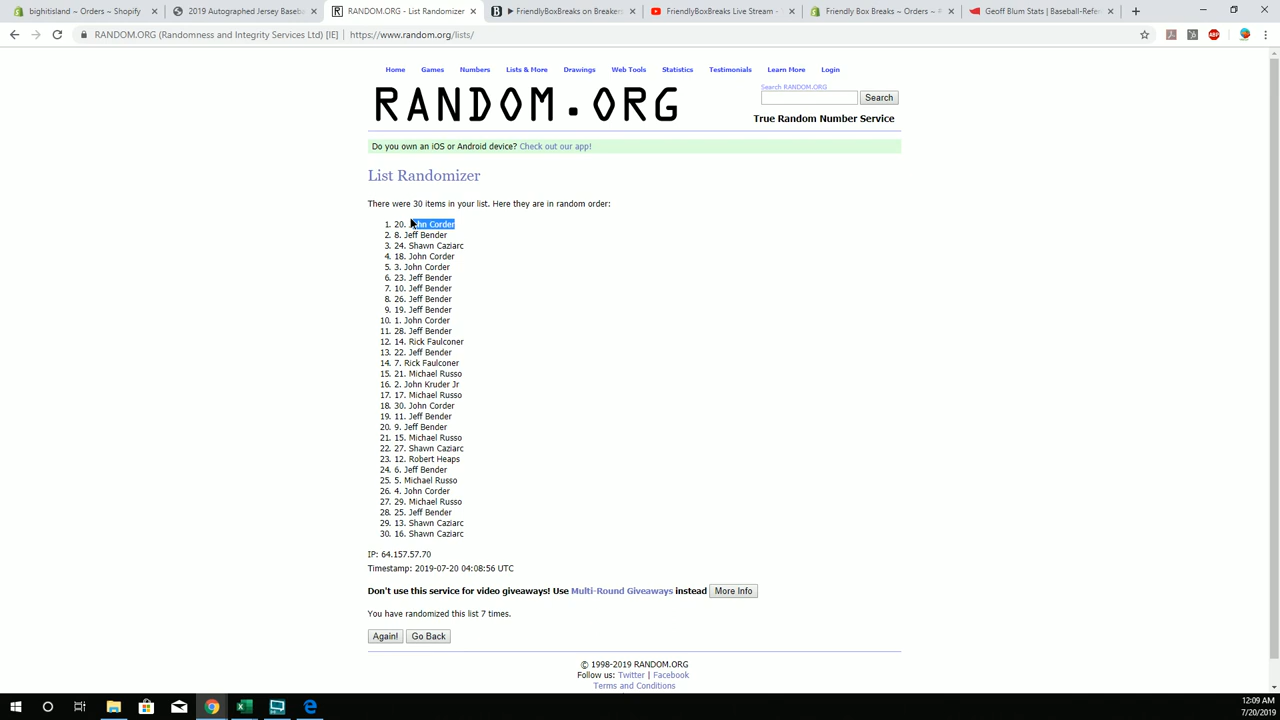 bighitisland ~ Orders ~ Shopify
2019 Autographed Jersey Baseba
RANDOM.ORG - List Randomizer
FriendlyBoxBreaks on Breakers
FriendlyBoxBreaks Live Stream -
Friendly Box Breaks ~ Orders ~
Geoff Blum Stats | Baseball-Refer
RANDOM.ORG (Randomness and Integrity Services Ltd) [IE] | https://www.random.org/lists/
Home Games Numbers Lists & More Drawings Web Tools Statistics Testimonials Learn More Login
RANDOM.ORG
Search RANDOM.ORG
Search
True Random Number Service
Do you own an iOS or Android device? Check out our app!
List Randomizer
There were 30 items in your list. Here they are in random order:
1. 20. John Corder
2. 8. Jeff Bender
3. 24. Shawn Caziarc
4. 18. John Corder
5. 3. John Corder
6. 23. Jeff Bender
7. 10. Jeff Bender
8. 26. Jeff Bender
9. 19. Jeff Bender
10. 1. John Corder
11. 28. Jeff Bender
12. 14. Rick Faulconer
13. 22. Jeff Bender
14. 7. Rick Faulconer
15. 21. Michael Russo
16. 2. John Kruder Jr
17. 17. Michael Russo
18. 30. John Corder
19. 11. Jeff Bender
20. 9. Jeff Bender
21. 15. Michael Russo
22. 27. Shawn Caziarc
23. 12. Robert Heaps
24. 6. Jeff Bender
25. 5. Michael Russo
26. 4. John Corder
27. 29. Michael Russo
28. 25. Jeff Bender
29. 13. Shawn Caziarc
30. 16. Shawn Caziarc
IP: 64.157.57.70
Timestamp: 2019-07-20 04:08:56 UTC
Don't use this service for video giveaways! Use Multi-Round Giveaways instead More Info
You have randomized this list 7 times.
Again! Go Back
© 1998-2019 RANDOM.ORG
Follow us: Twitter | Facebook
Terms and Conditions
12:09 AM
7/20/2019